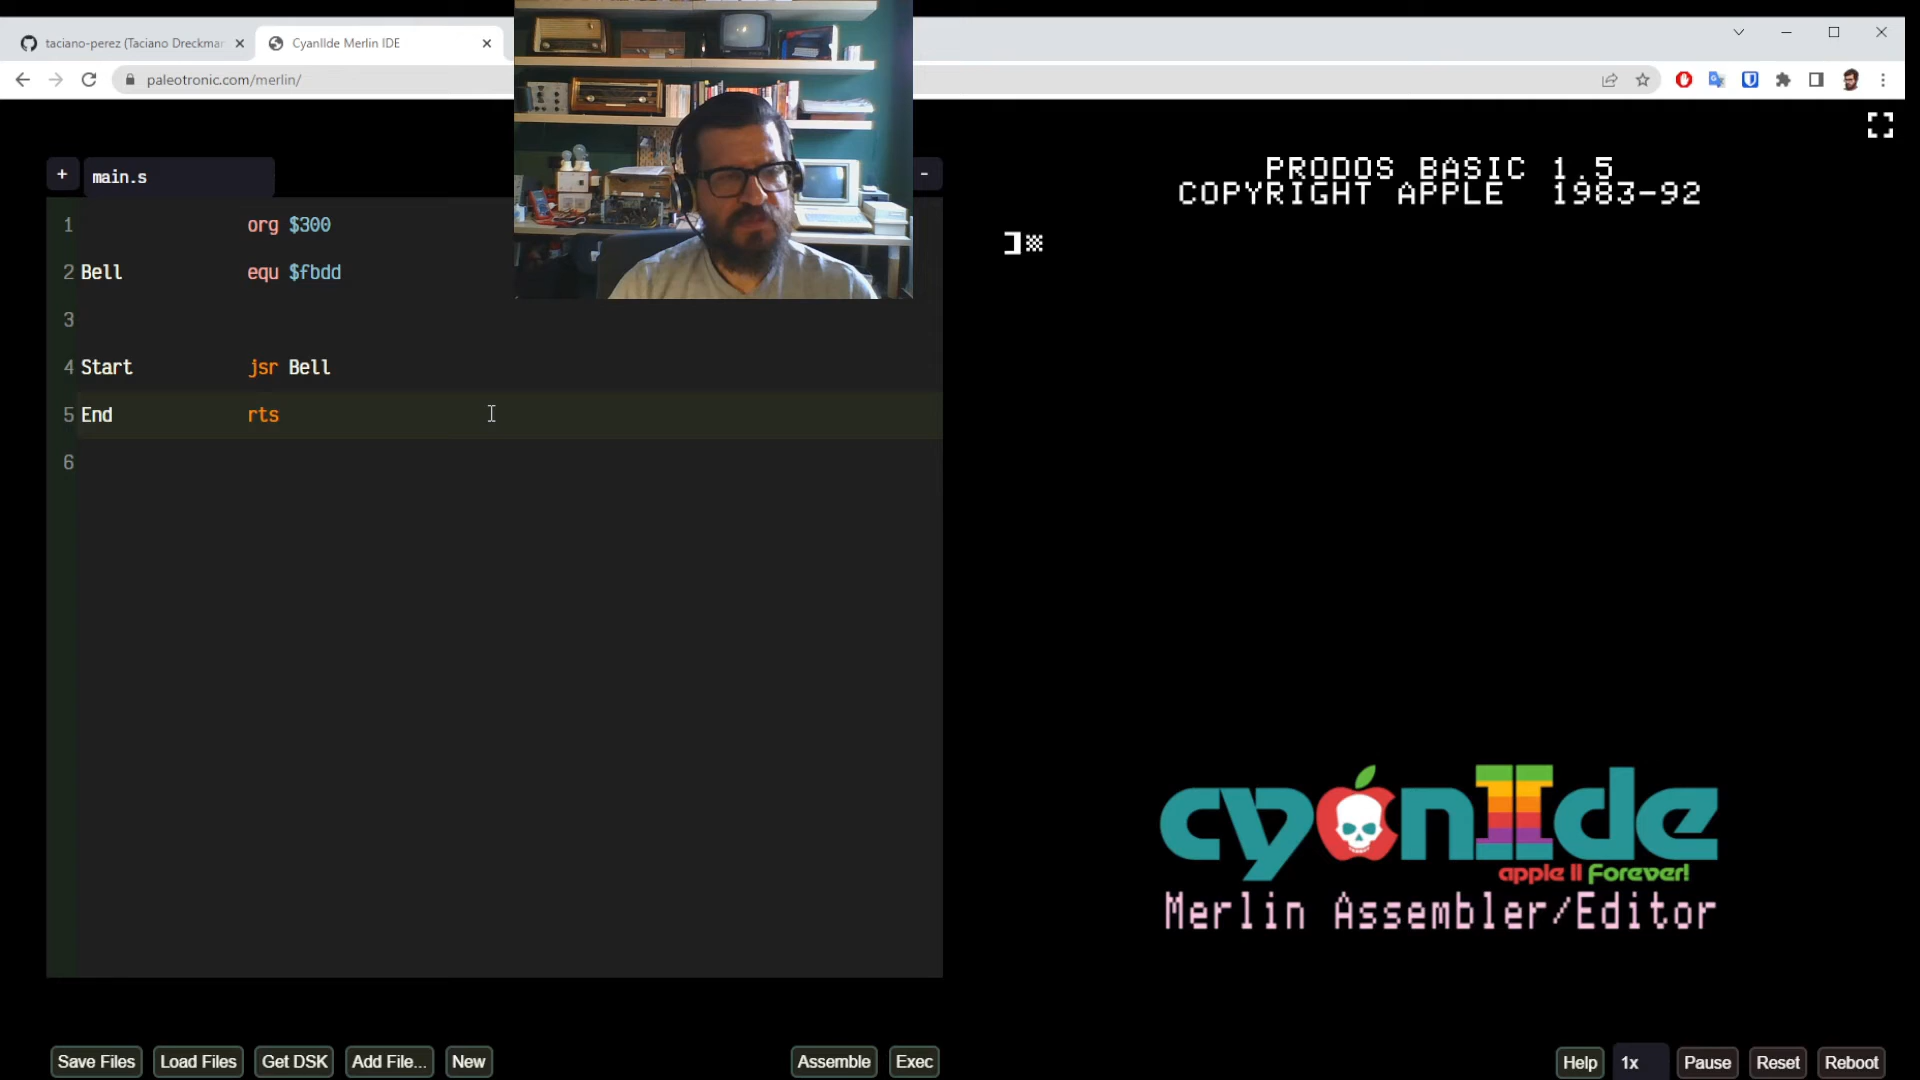 taciano-perez (Taciano Dreckmar
CyanIIde Merlin IDE
paleotronic.com/merlin/
+
main.s
-
1 org $300
2 Bell equ $fbdd
3
4 Start jsr Bell
5 End rts
6
PRODOS BASIC 1.5
COPYRIGHT APPLE 1983-92
]
cyanIIde
apple II Forever!
Merlin Assembler/Editor
Save Files Load Files Get DSK Add File... New Assemble Exec Help 1x Pause Reset Reboot